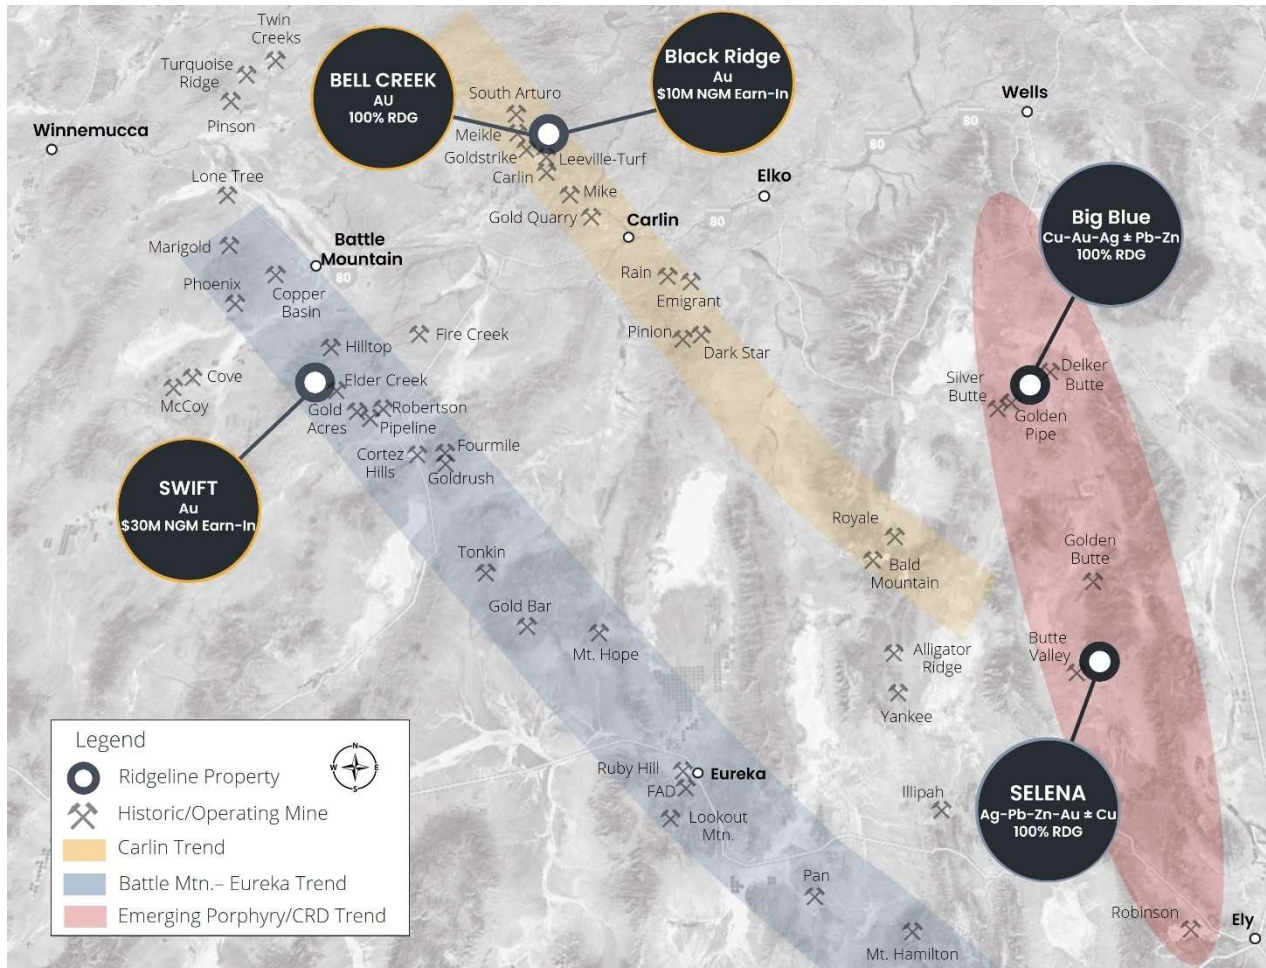 Twin
Creeks
Turquoise
Ridge
Pinson
Winnemucca
Lone Tree
BELL CREEK
AU
100% RDG
Black Ridge
Au
$10M NGM Earn-In
South Arturo
Meikle
Goldstrike
Leeville-Turf
Carlin
Mike
Gold Quarry
Carlin
Elko
80
80
80
Wells
Big Blue
Cu-Au-Ag ± Pb-Zn
100% RDG
Marigold
Battle
Mountain
80
Phoenix
Copper
Basin
Rain
Emigrant
Pinion
Dark Star
Fire Creek
Hilltop
Cove
McCoy
Elder Creek
Gold
Acres
Robertson
Pipeline
Cortez
Hills
Fourmile
Goldrush
Silver
Butte
Delker
Butte
Golden
Pipe
SWIFT
Au
$30M NGM Earn-In
Royale
Bald
Mountain
Golden
Butte
Tonkin
Gold Bar
Mt. Hope
Alligator
Ridge
Yankee
Butte
Valley
Legend
N
W
E
S
Ridgeline Property
Historic/Operating Mine
Carlin Trend
Battle Mtn.– Eureka Trend
Emerging Porphyry/CRD Trend
Ruby Hill
Eureka
FAD
Lookout
Mtn.
Illipah
SELENA
Ag-Pb-Zn-Au ± Cu
100% RDG
Pan
Mt. Hamilton
Robinson
Ely